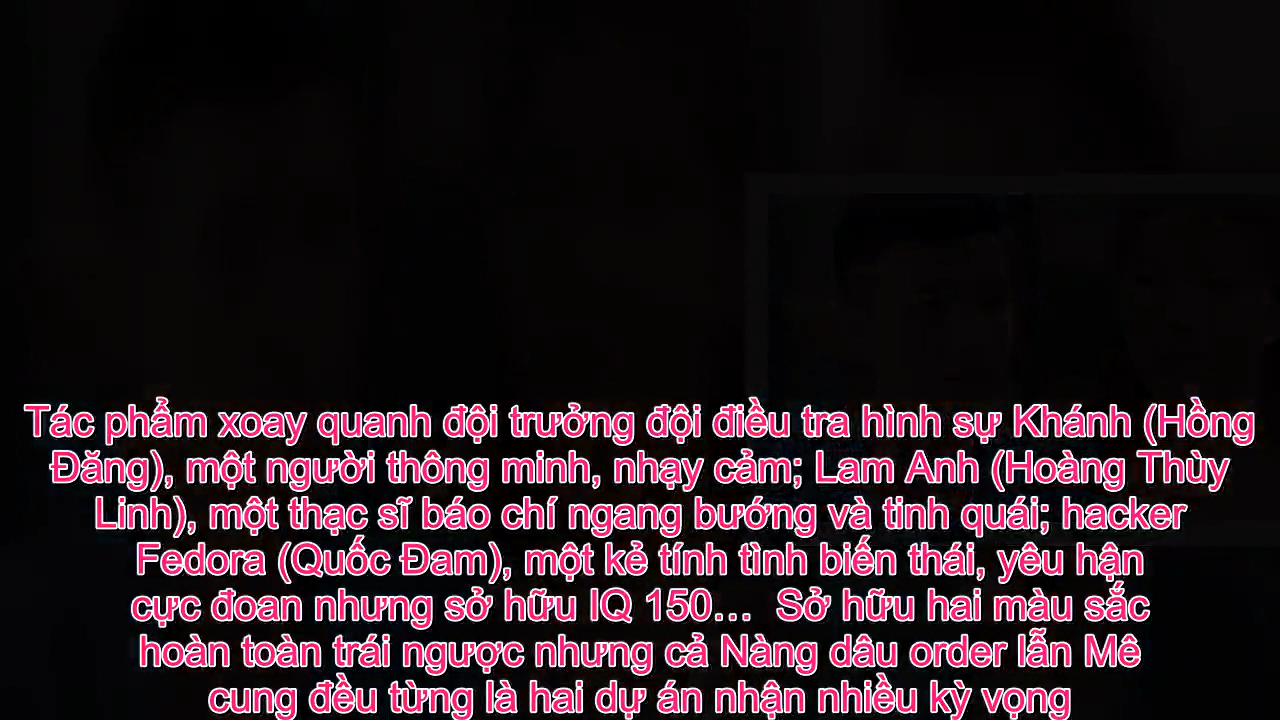 Tác phẩm xoay quanh đội trưởng đội điều tra hình sự Khánh (Hồng
Đăng), một người thông minh, nhạy cảm; Lam Anh (Hoàng Thùy
Linh), một thạc sĩ báo chí ngang bướng và tinh quái; hacker
Fedora (Quốc Đam), một kẻ tính tình biến thái, yêu hận
cực đoan nhưng sở hữu IQ 150… Sở hữu hai màu sắc
hoàn toàn trái ngược nhưng cả Nàng dâu order lẫn Mê
cung đều từng là hai dự án nhận nhiều kỳ vọng